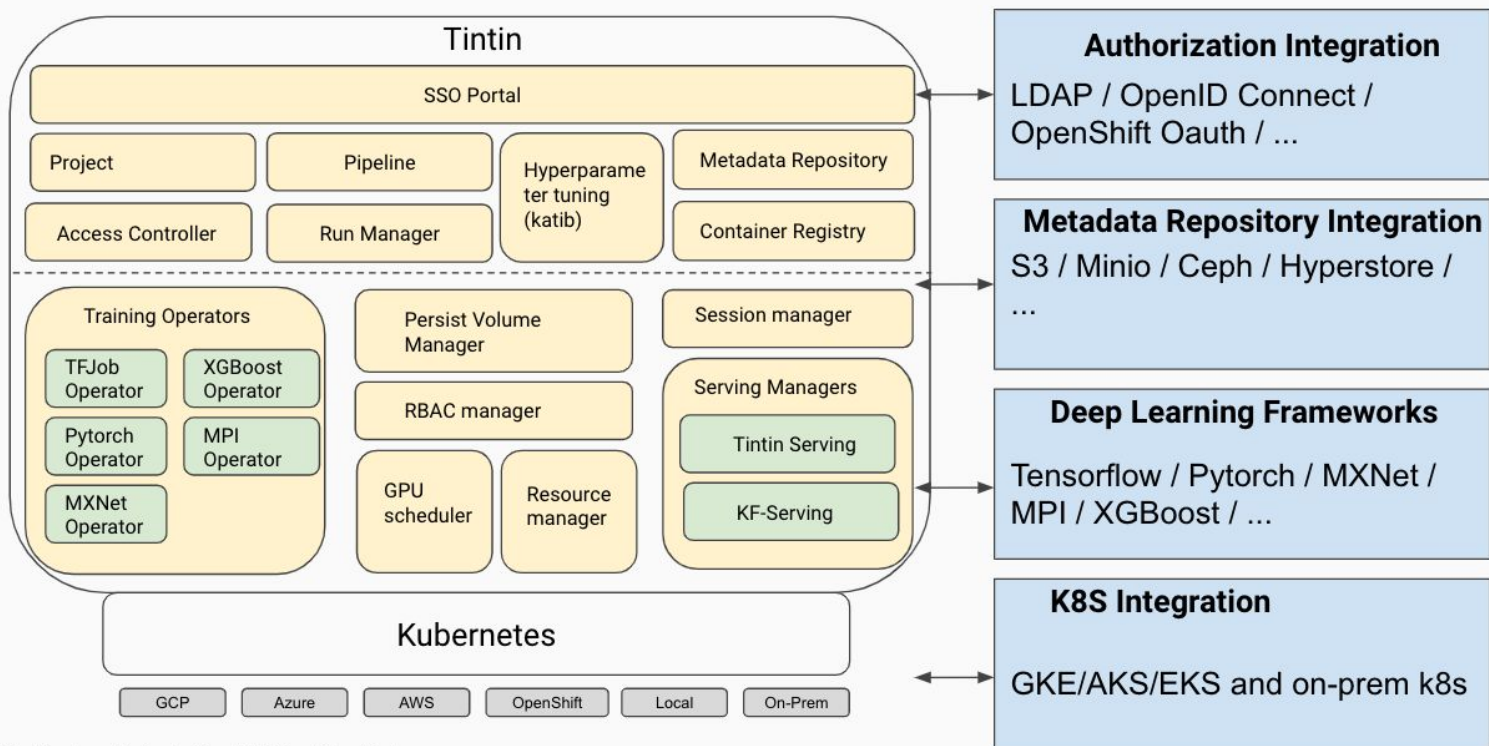 Tintin
SSO Portal
Project
Pipeline
Hyperparame
ter tuning
(katib)
Metadata Repository
Access Controller
Run Manager
Container Registry
Training Operators
TFJob
Operator
XGBoost
Operator
Pytorch
Operator
MPI
Operator
MXNet
Operator
Persist Volume
Manager
RBAC manager
GPU
scheduler
Resource
manager
Session manager
Serving Managers
Tintin Serving
KF-Serving
Kubernetes
GCP
Azure
AWS
OpenShift
Local
On-Prem
Authorization Integration
LDAP / OpenID Connect /
OpenShift Oauth / ...
Metadata Repository Integration
S3 / Minio / Ceph / Hyperstore /
...
Deep Learning Frameworks
Tensorflow / Pytorch / MXNet /
MPI / XGBoost / ...
K8S Integration
GKE/AKS/EKS and on-prem k8s